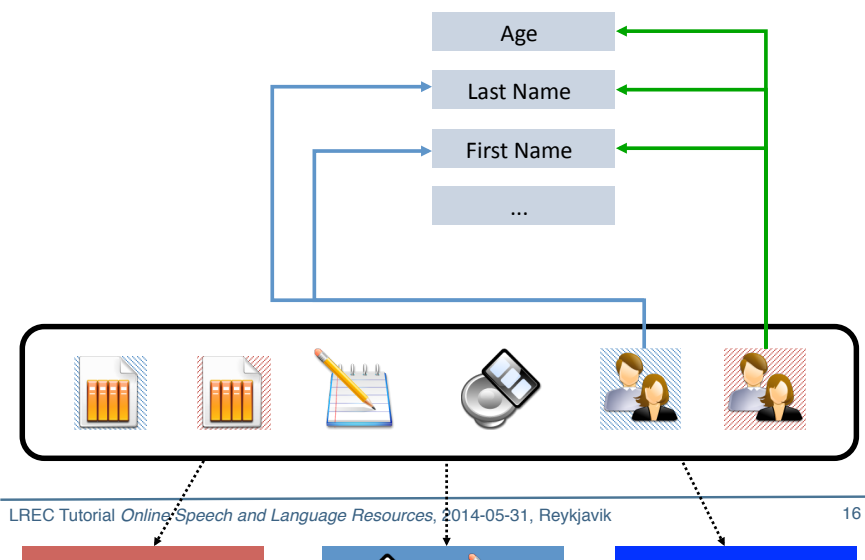 Age
Last Name
First Name
...
LREC Tutorial Online Speech and Language Resources, 2014-05-31, Reykjavik 16